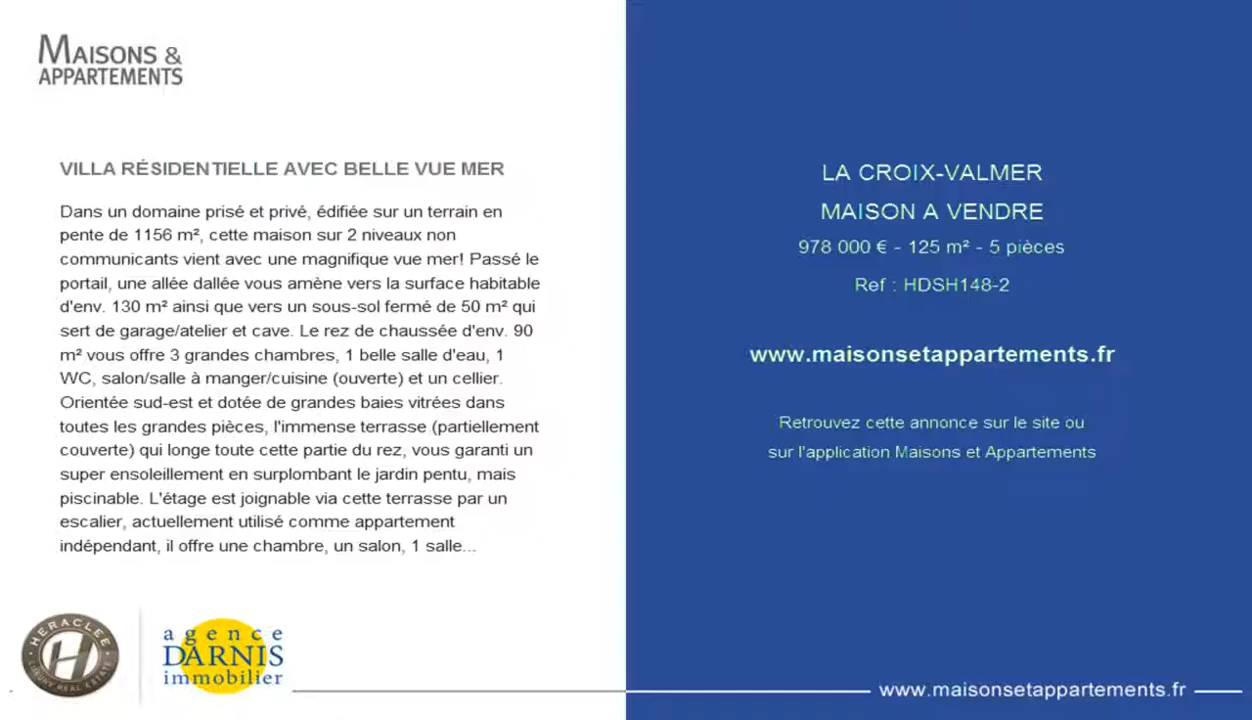 MAISONS &
APPARTEMENTS
VILLA RÉSIDENTIELLE AVEC BELLE VUE MER
Dans un domaine prisé et privé, édifiée sur un terrain en
pente de 1156 m², cette maison sur 2 niveaux non
communicants vient avec une magnifique vue mer! Passé le
portail, une allée dallée vous amène vers la surface habitable
d'env. 130 m² ainsi que vers un sous-sol fermé de 50 m² qui
sert de garage/atelier et cave. Le rez de chaussée d'env. 90
m² vous offre 3 grandes chambres, 1 belle salle d'eau, 1
WC, salon/salle à manger/cuisine (ouverte) et un cellier.
Orientée sud-est et dotée de grandes baies vitrées dans
toutes les grandes pièces, l'immense terrasse (partiellement
couverte) qui longe toute cette partie du rez, vous garanti un
super ensoleillement en surplombant le jardin pentu, mais
piscinable. L'étage est joignable via cette terrasse par un
escalier, actuellement utilisé comme appartement
indépendant, il offre une chambre, un salon, 1 salle...
HERACLEE
H
LUXURY REAL ESTATE
agence
DARNIS
immobilier
LA CROIX-VALMER
MAISON A VENDRE
978 000 € - 125 m² - 5 pièces
Ref : HDSH148-2
www.maisonsetappartements.fr
Retrouvez cette annonce sur le site ou
sur l'application Maisons et Appartements
www.maisonsetappartements.fr